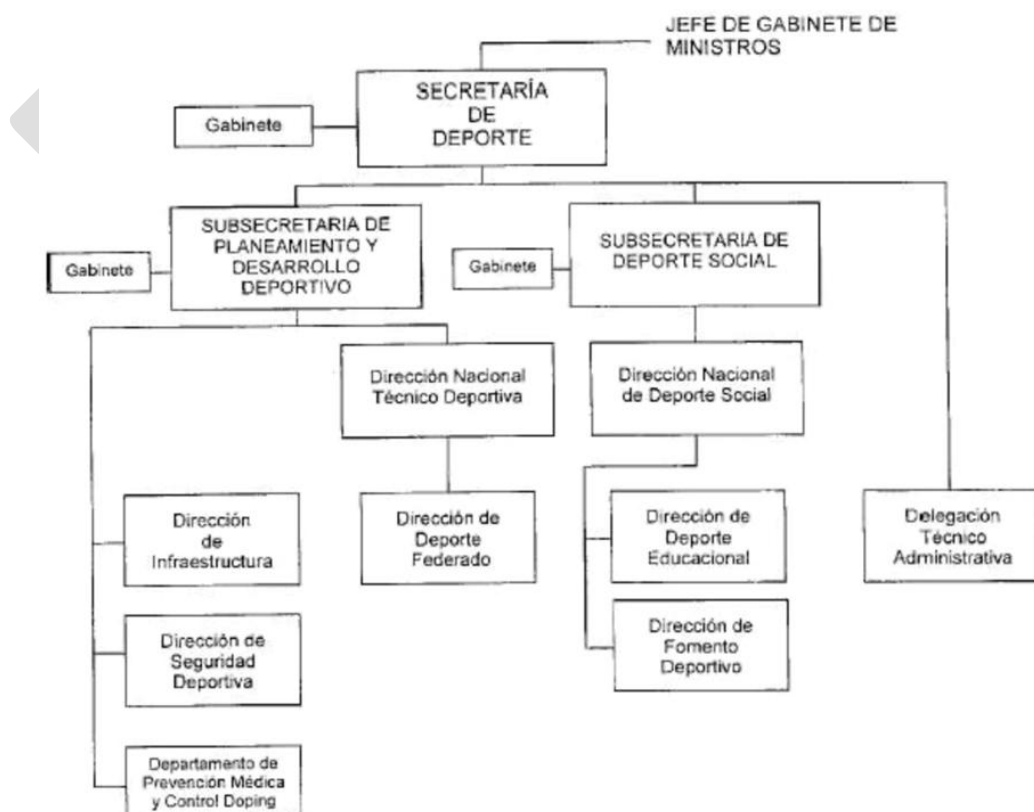 JEFE DE GABINETE DE
MINISTROS
SECRETARÍA
DE
DEPORTE
Gabinete
SUBSECRETARIA DE
PLANEAMIENTO Y
DESARROLLO
DEPORTIVO
Gabinete
SUBSECRETARIA DE
DEPORTE SOCIAL
Gabinete
Dirección Nacional
Técnico Deportiva
Dirección Nacional
de Deporte Social
Dirección
de
Infraestructura
Dirección de
Deporte
Federado
Dirección de
Deporte
Educacional
Delegación
Técnico
Administrativa
Dirección de
Seguridad
Deportiva
Dirección de
Fomento
Deportivo
Departamento de
Prevención Médica
y Control Doping